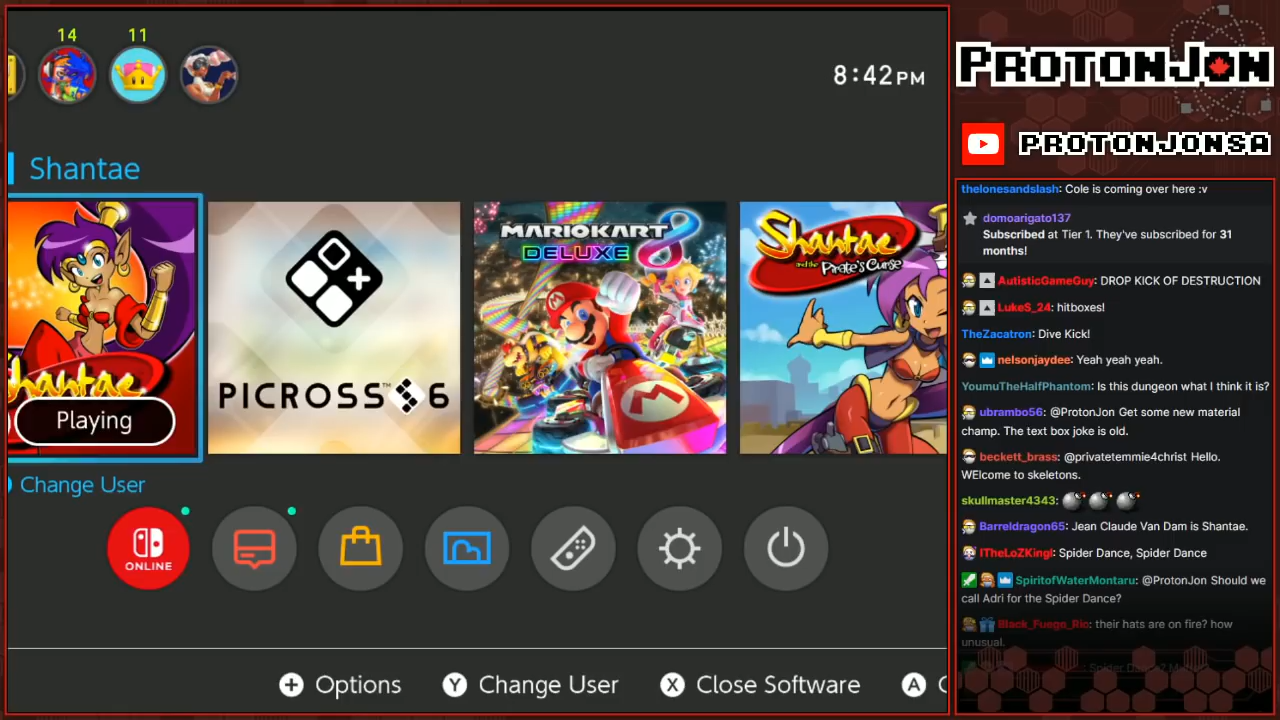 14
11
8:42PM
Shantae
Shantae
Playing
PICROSS™ 6
MARIOKART 8
DELUXE
Shantae
and the Pirate's Curse
Change User
ONLINE
+ Options
Y Change User
X Close Software
A
PROTONJON
PROTONJONSA
thelonesandslash: Cole is coming over here :v
domoarigato137
Subscribed at Tier 1. They've subscribed for 31
months!
AutisticGameGuy: DROP KICK OF DESTRUCTION
LukeS_24: hitboxes!
TheZacatron: Dive Kick!
nelsonjaydee: Yeah yeah yeah.
YoumuTheHalfPhantom: Is this dungeon what I think it is?
ubrambo56: @ProtonJon Get some new material
champ. The text box joke is old.
beckett_brass: @privatetemmie4christ Hello.
WElcome to skeletons.
skullmaster4343:
Barreldragon65: Jean Claude Van Dam is Shantae.
ITheLoZKingI: Spider Dance, Spider Dance
SpiritofWaterMontaru: @ProtonJon Should we
call Adri for the Spider Dance?
Black_Fuego_Ric: their hats are on fire? how
unusual.